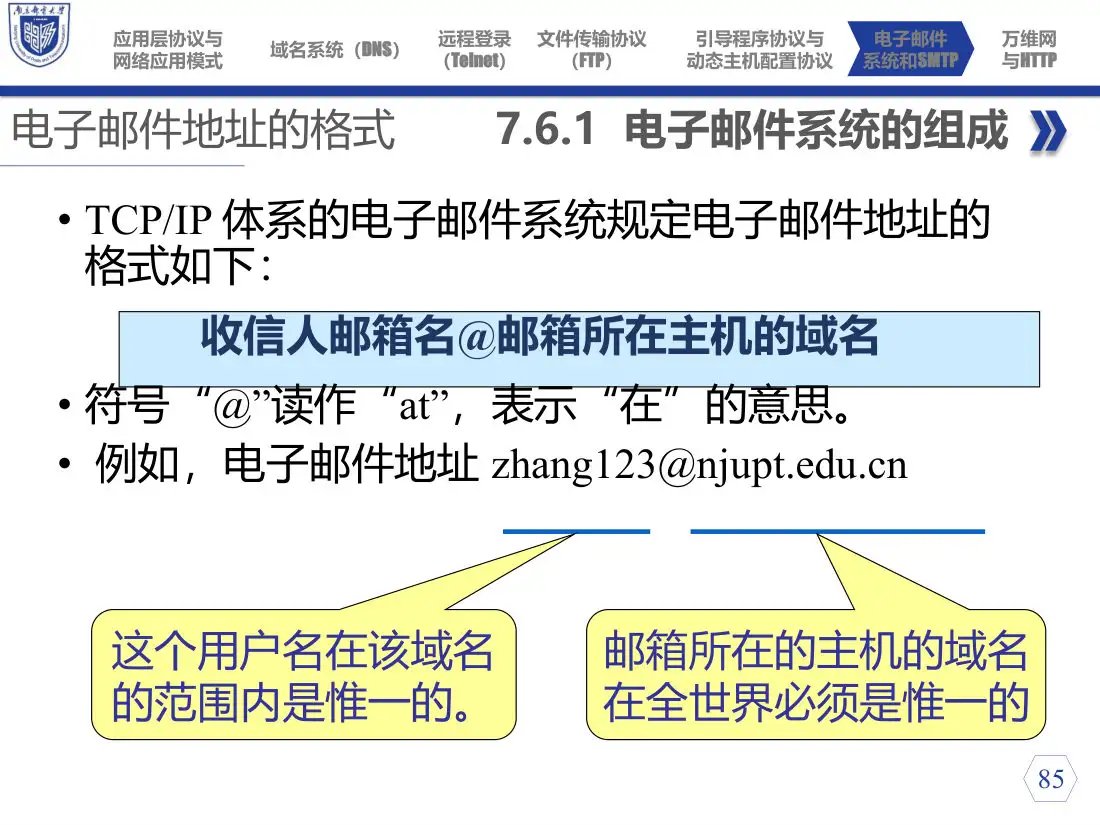 南京邮电大学
应用层协议与
网络应用模式
域名系统（DNS）
远程登录
（Telnet）
文件传输协议
（FTP）
引导程序协议与
动态主机配置协议
电子邮件
系统和SMTP
万维网
与HTTP
电子邮件地址的格式
7.6.1 电子邮件系统的组成
• TCP/IP 体系的电子邮件系统规定电子邮件地址的
格式如下：
收信人邮箱名@邮箱所在主机的域名
• 符号“@”读作“at”，表示“在”的意思。
• 例如，电子邮件地址 zhang123@njupt.edu.cn
这个用户名在该域名
的范围内是惟一的。
邮箱所在的主机的域名
在全世界必须是惟一的
85